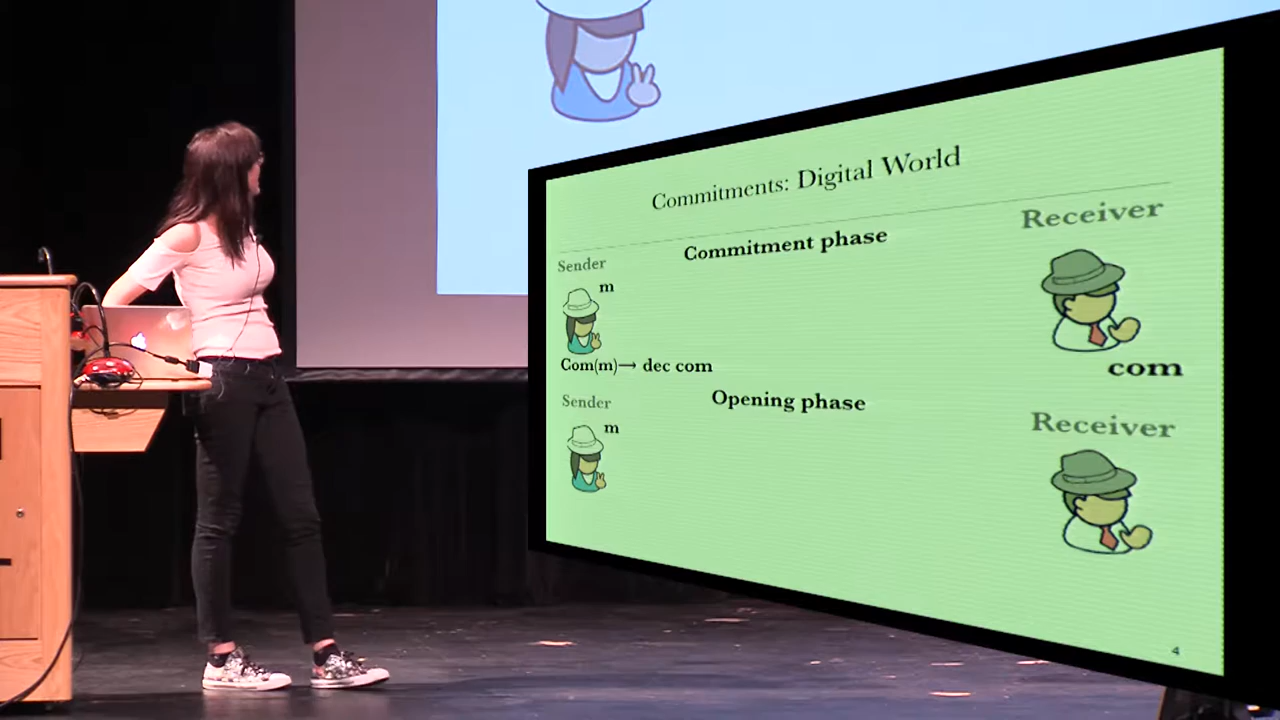 Commitments: Digital World
Commitment phase
Receiver
Sender
m
Com(m)→ dec com
com
Opening phase
Sender
m
Receiver
4